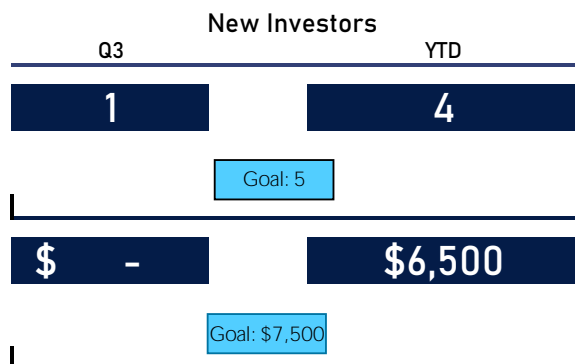 New Investors
Q3 YTD
1 4
Goal: 5
$ - $6,500
Goal: $7,500